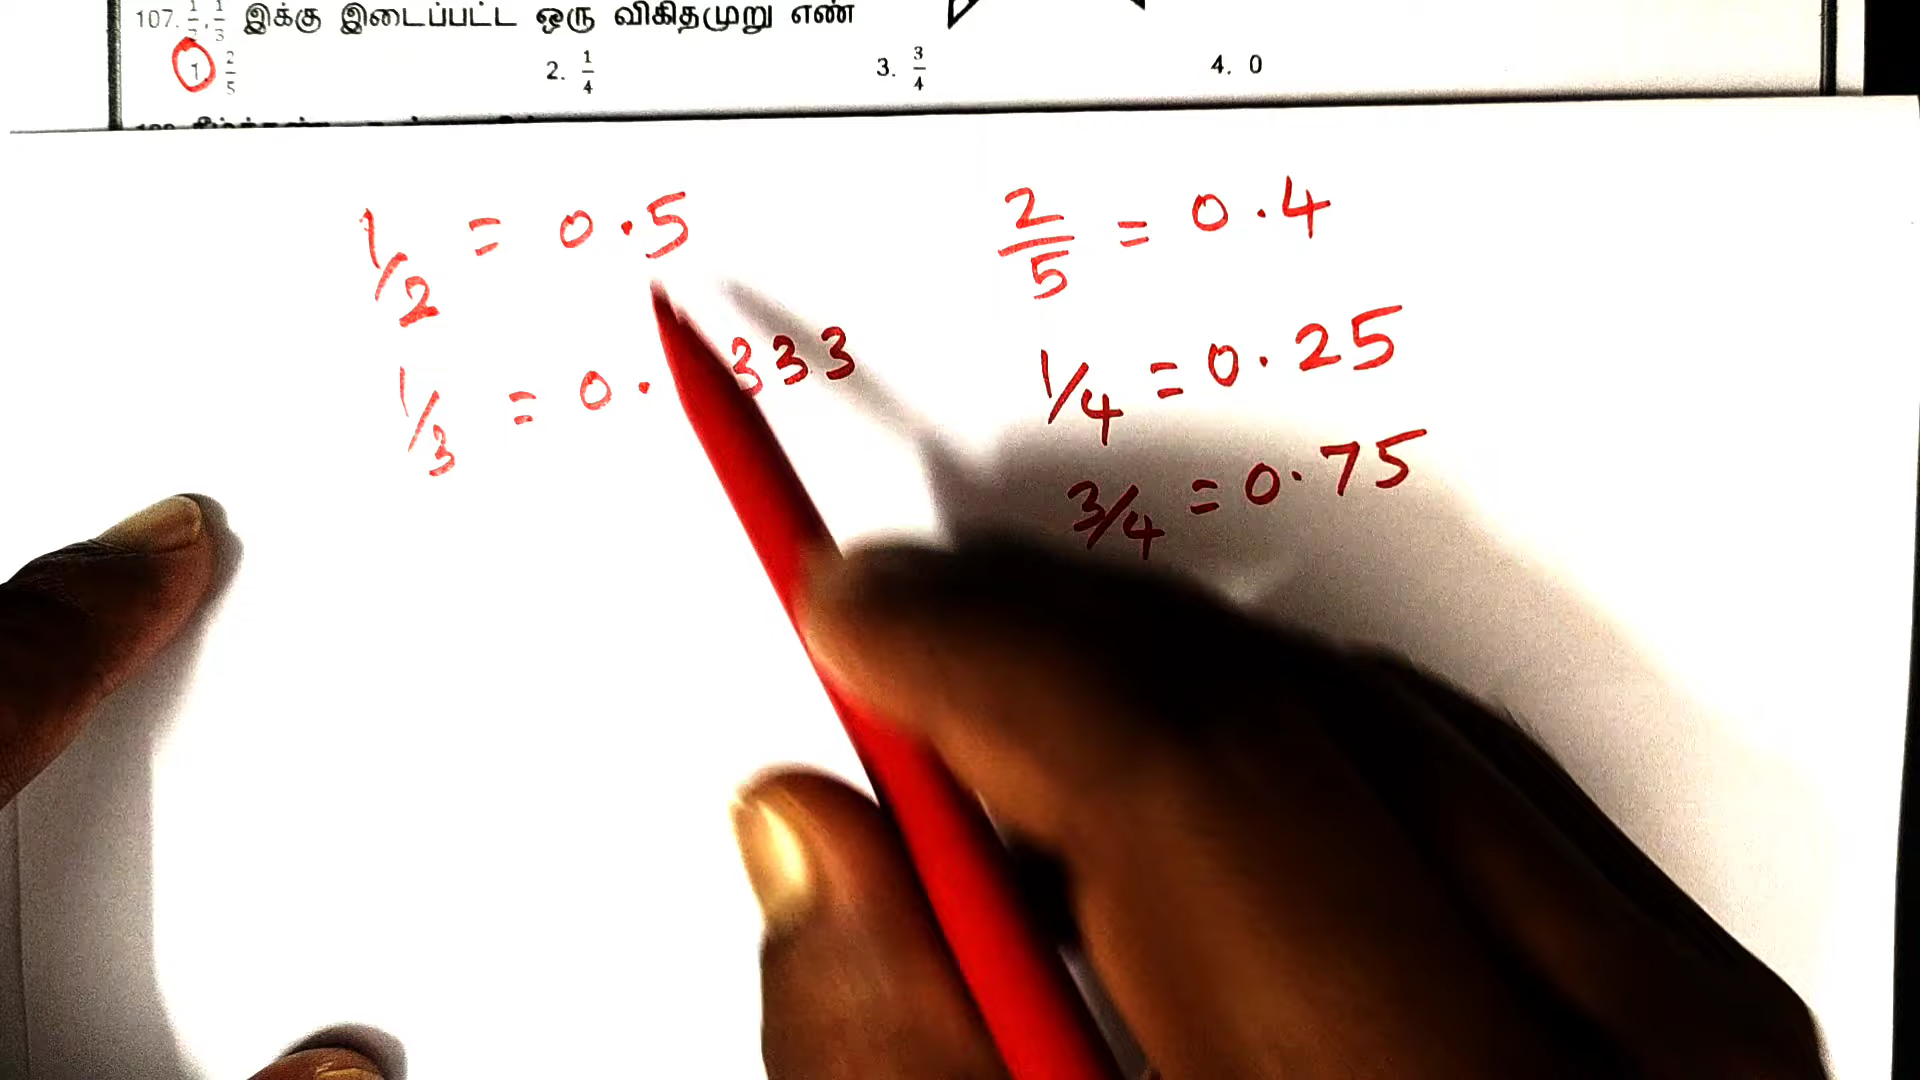 107. 1/2, 1/3 இக்கு இடைப்பட்ட ஒரு விகிதமுறு எண்
1. 2/5 2. 1/4 3. 3/4 4. 0
1/2 = 0.5
1/3 = 0.333
2/5 = 0.4
1/4 = 0.25
3/4 = 0.75